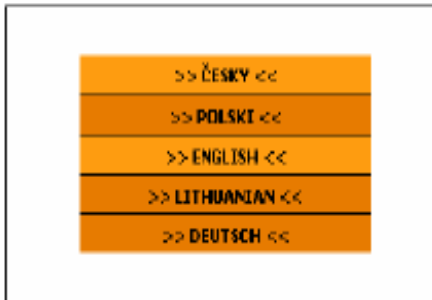 >> ČESKY <<
>> POLSKI <<
>> ENGLISH <<
>> LITHUANIAN <<
>> DEUTSCH <<